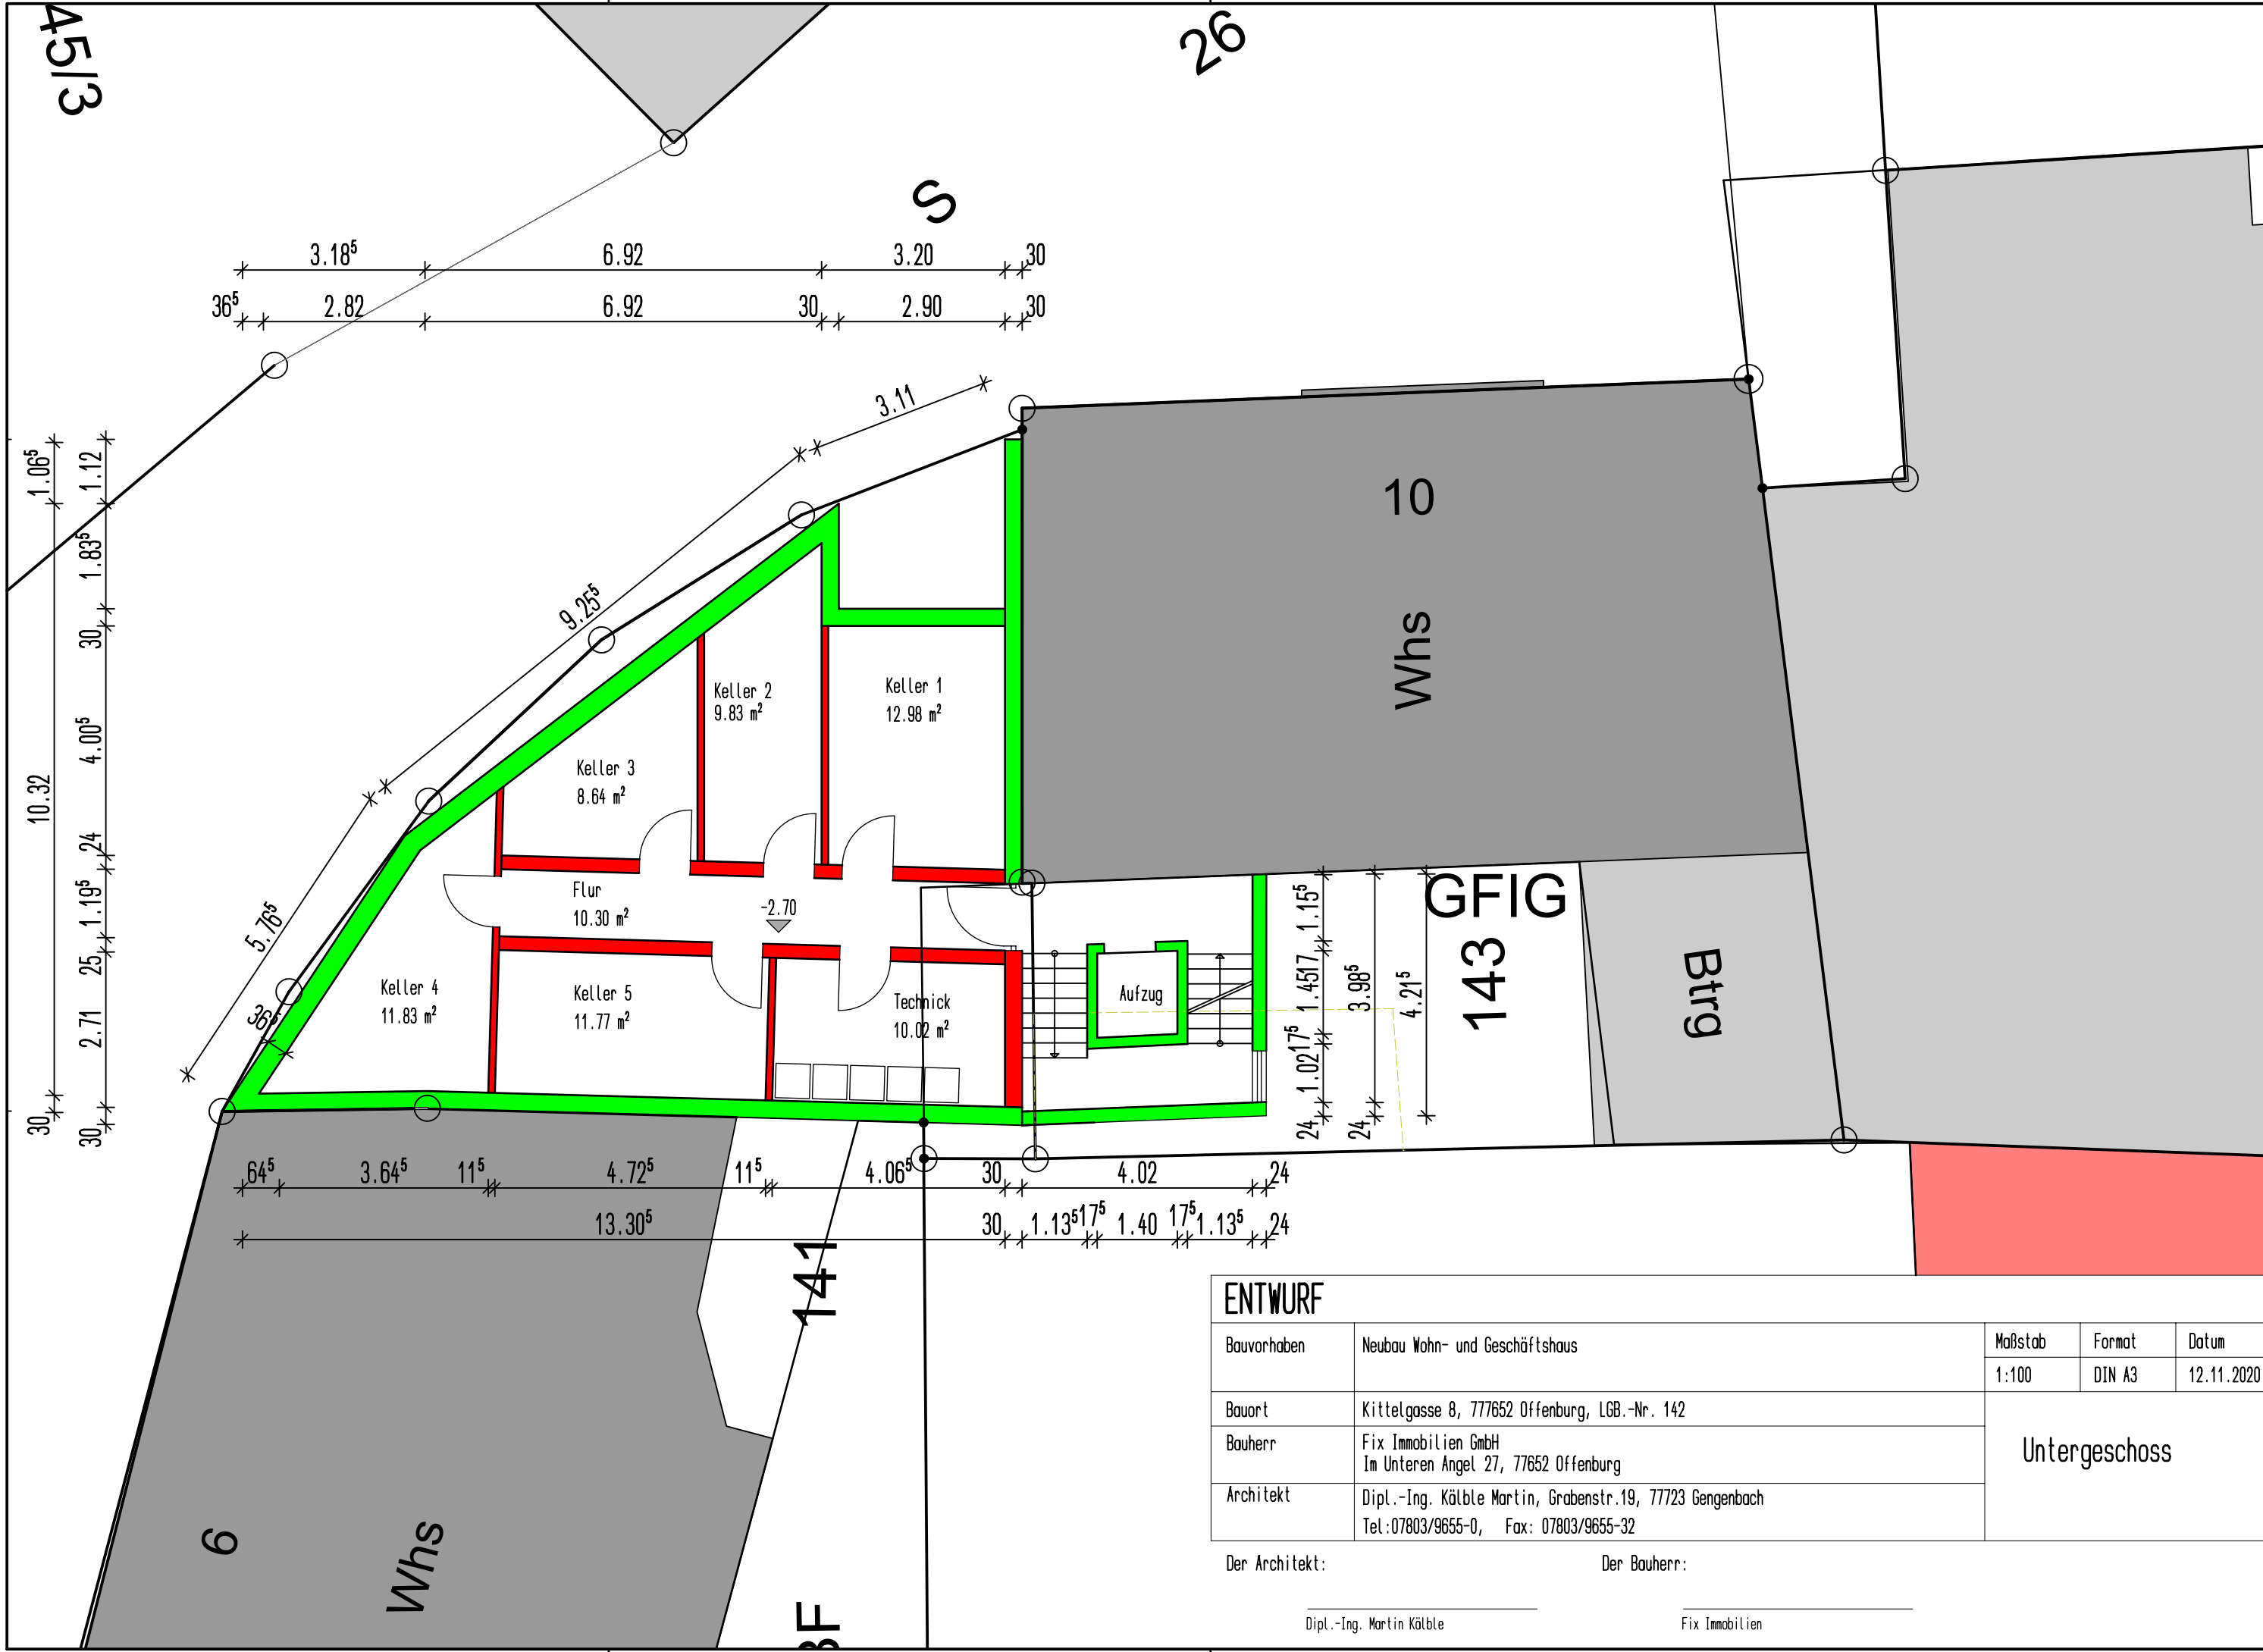 45/3
26
S
3.18⁵ 6.92 3.20 30
36⁵ 2.82 6.92 30 2.90 30
3.11
9.25⁵
5.76⁵
36⁵
1.06⁵
10.32
30
1.12
1.83⁵
30
4.00⁵
24
1.19⁵
25
2.71
30
10
Whs
Keller 1
12.98 m²
Keller 2
9.83 m²
Keller 3
8.64 m²
Flur
10.30 m²
-2.70
Keller 4
11.83 m²
Keller 5
11.77 m²
Technick
10.02 m²
Aufzug
1.15⁵
17
1.45
17⁵
1.02
24
3.98⁵
24
4.21⁵
GFIG
143
Btrg
64⁵ 3.64⁵ 11⁵ 4.72⁵ 11⁵ 4.06⁵ 30 4.02 24
13.30⁵ 30 1.13⁵ 17⁵ 1.40 17⁵ 1.13⁵ 24
141
6
Whs
ENTWURF
Bauvorhaben Neubau Wohn- und Geschäftshaus
Maßstab Format Datum
1:100 DIN A3 12.11.2020
Bauort Kittelgasse 8, 777652 Offenburg, LGB.-Nr. 142
Bauherr Fix Immobilien GmbH
Im Unteren Angel 27, 77652 Offenburg
Untergeschoss
Architekt Dipl.-Ing. Kälble Martin, Grabenstr.19, 77723 Gengenbach
Tel:07803/9655-0, Fax: 07803/9655-32
Der Architekt: Der Bauherr:
Dipl.-Ing. Martin Kälble Fix Immobilien